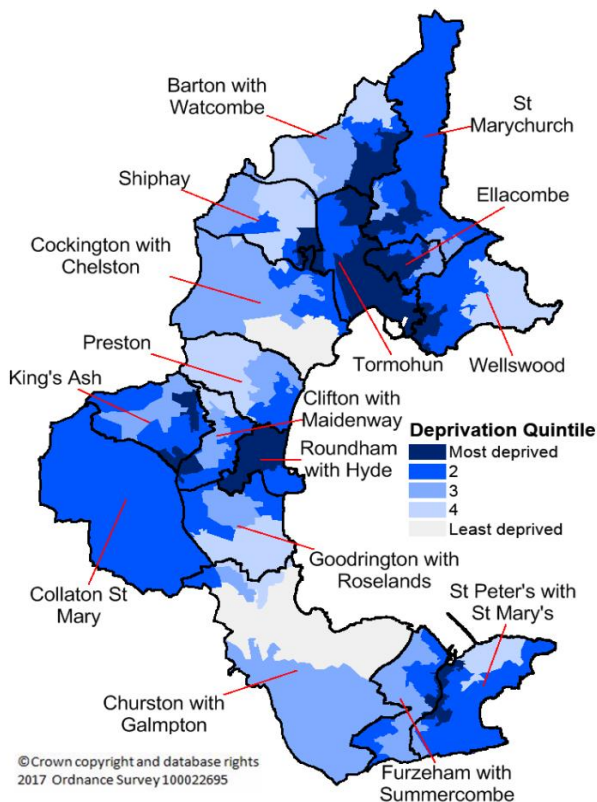 Barton with
Watcombe
St
Marychurch
Shiphay
Ellacombe
Cockington with
Chelston
Preston
Tormohun
Wellswood
King's Ash
Clifton with
Maidenway
Roundham
with Hyde
Deprivation Quintile
Most deprived
2
3
4
Least deprived
Goodrington with
Roselands
Collaton St
Mary
St Peter's with
St Mary's
Churston with
Galmpton
Furzeham with
Summercombe
©Crown copyright and database rights
2017 Ordnance Survey 100022695